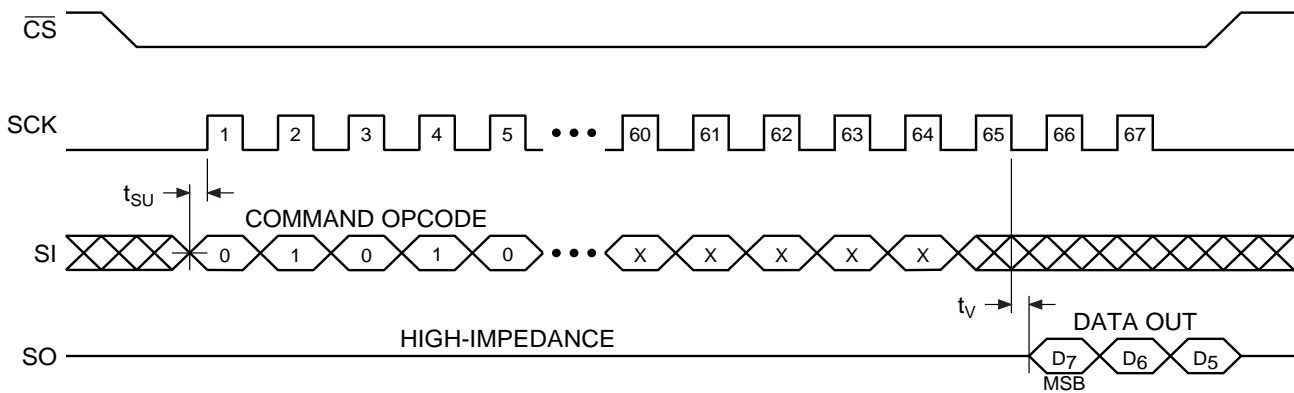 CS
SCK 1 2 3 4 5 ••• 60 61 62 63 64 65 66 67
tSU
COMMAND OPCODE
SI 0 1 0 1 0 ••• X X X X X
tV
HIGH-IMPEDANCE
DATA OUT
SO D7 D6 D5
MSB